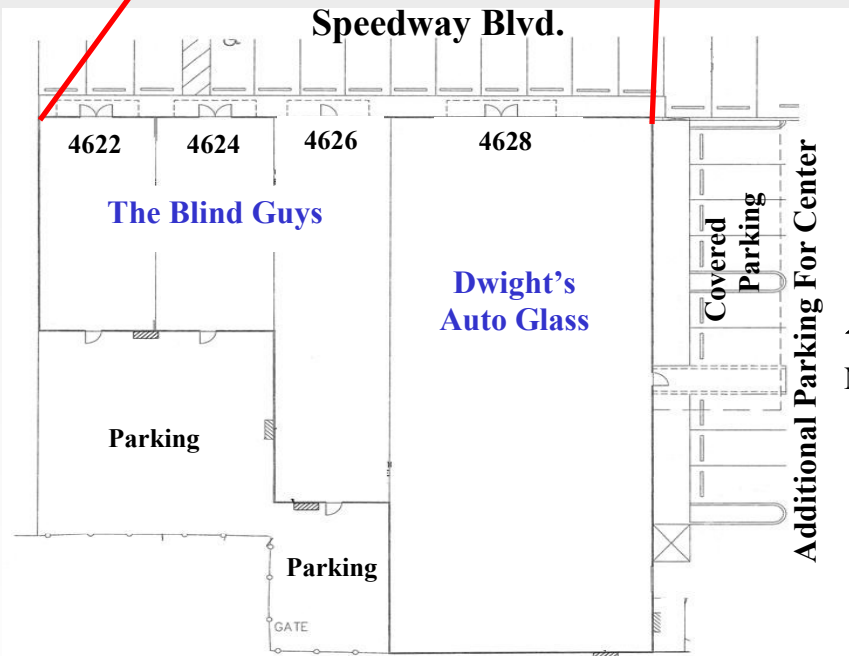 Speedway Blvd.
4622
4624
4626
4628
The Blind Guys
Dwight's
Auto Glass
Covered
Parking
Additional Parking For Center
Parking
Parking
GATE